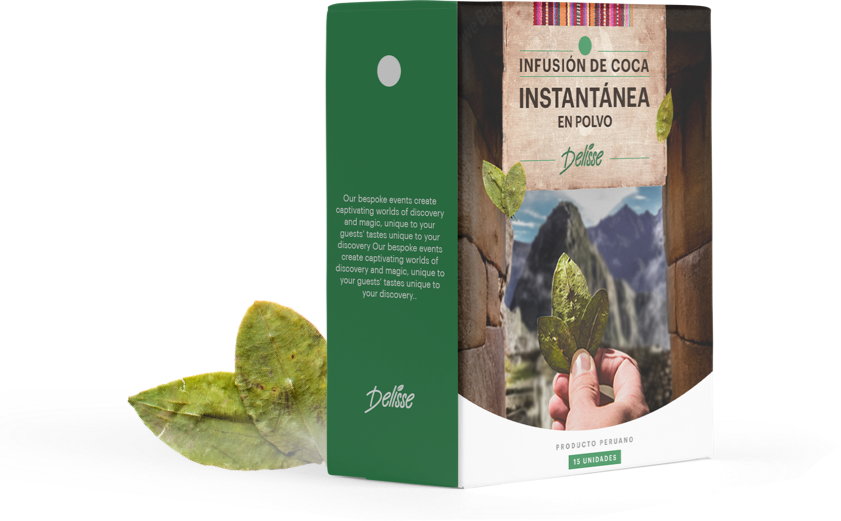 Our bespoke events create
captivating worlds of discovery
and magic, unique to your
guests' tastes unique to your
discovery Our bespoke events
create captivating worlds of
discovery and magic, unique to
your guests' tastes unique to
your discovery..
Delisse
INFUSIÓN DE COCA
INSTANTÁNEA
EN POLVO
Delisse
PRODUCTO PERUANO
15 UNIDADES